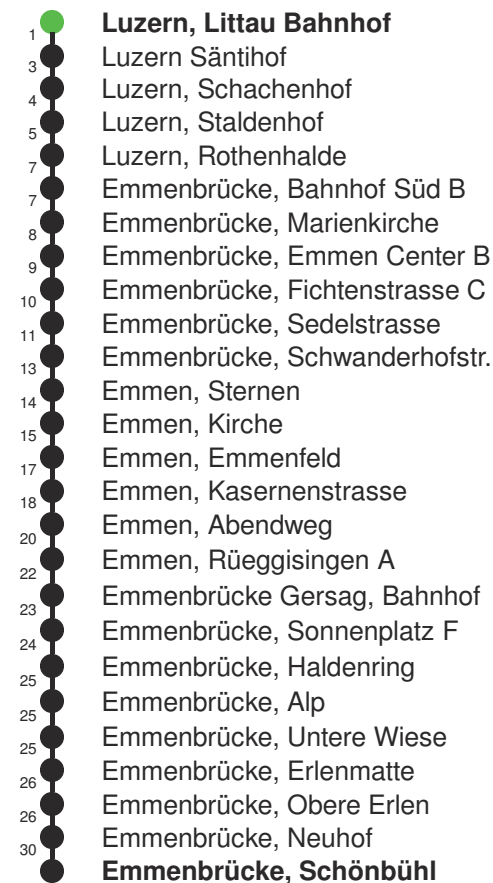 Luzern, Littau Bahnhof
1
Luzern Säntihof
3
Luzern, Schachenhof
4
Luzern, Staldenhof
5
Luzern, Rothenhalde
7
Emmenbrücke, Bahnhof Süd B
7
Emmenbrücke, Marienkirche
8
Emmenbrücke, Emmen Center B
9
Emmenbrücke, Fichtenstrasse C
10
Emmenbrücke, Sedelstrasse
11
Emmenbrücke, Schwanderhofstr.
13
Emmen, Sternen
14
Emmen, Kirche
15
Emmen, Emmenfeld
17
Emmen, Kasernenstrasse
18
Emmen, Abendweg
20
Emmen, Rüeggisingen A
22
Emmenbrücke Gersag, Bahnhof
23
Emmenbrücke, Sonnenplatz F
24
Emmenbrücke, Haldenring
25
Emmenbrücke, Alp
25
Emmenbrücke, Untere Wiese
25
Emmenbrücke, Erlenmatte
26
Emmenbrücke, Obere Erlen
26
Emmenbrücke, Neuhof
30
Emmenbrücke, Schönbühl